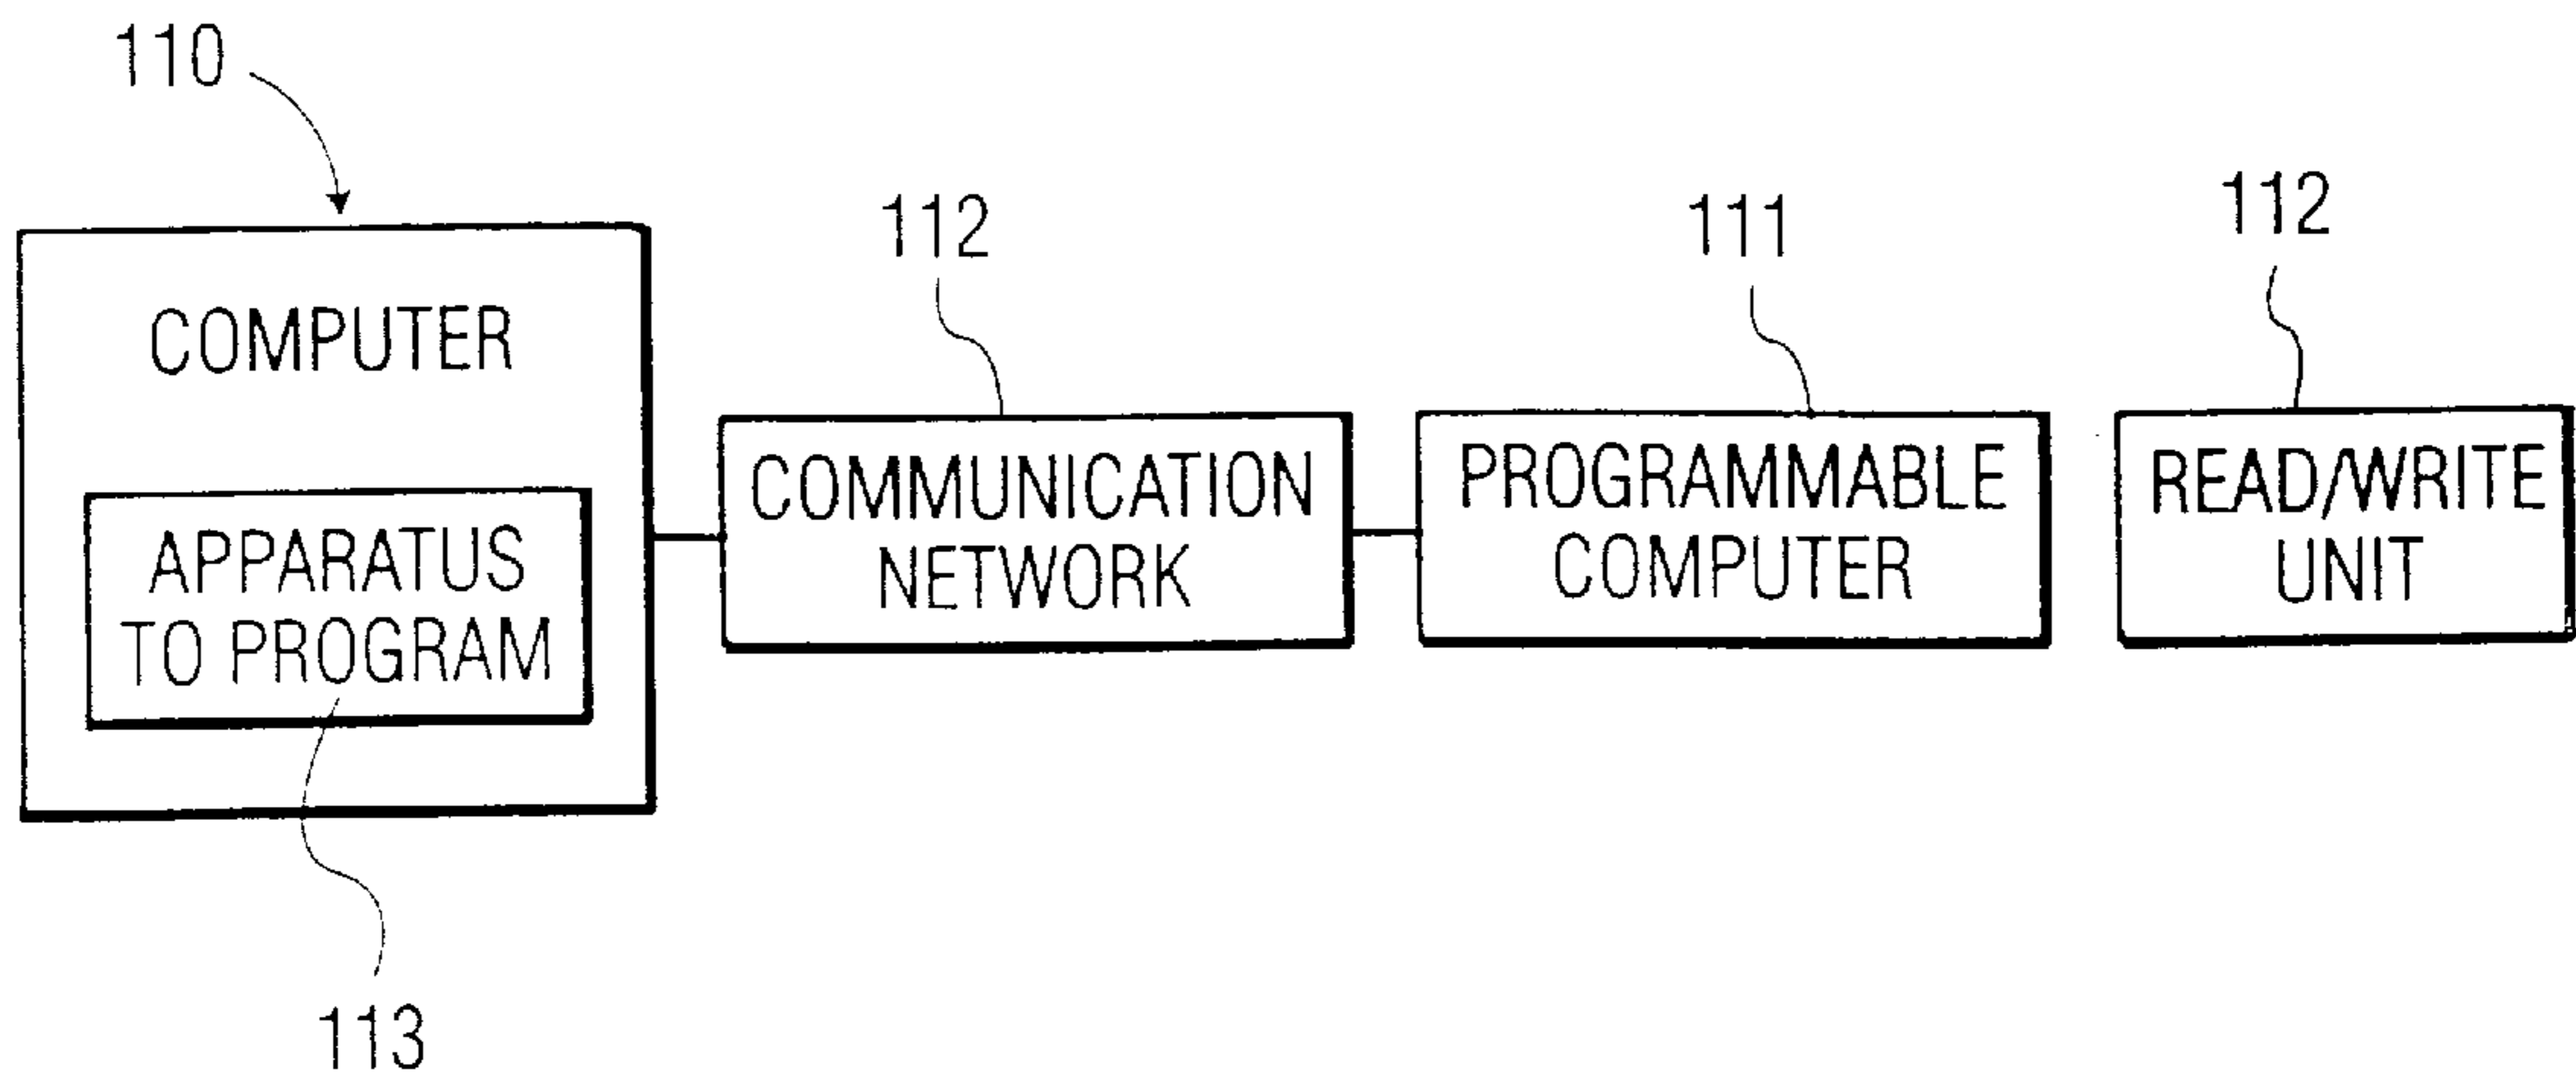 110
112
111
112
COMPUTER
APPARATUS
TO PROGRAM
COMMUNICATION
NETWORK
PROGRAMMABLE
COMPUTER
READ/WRITE
UNIT
113